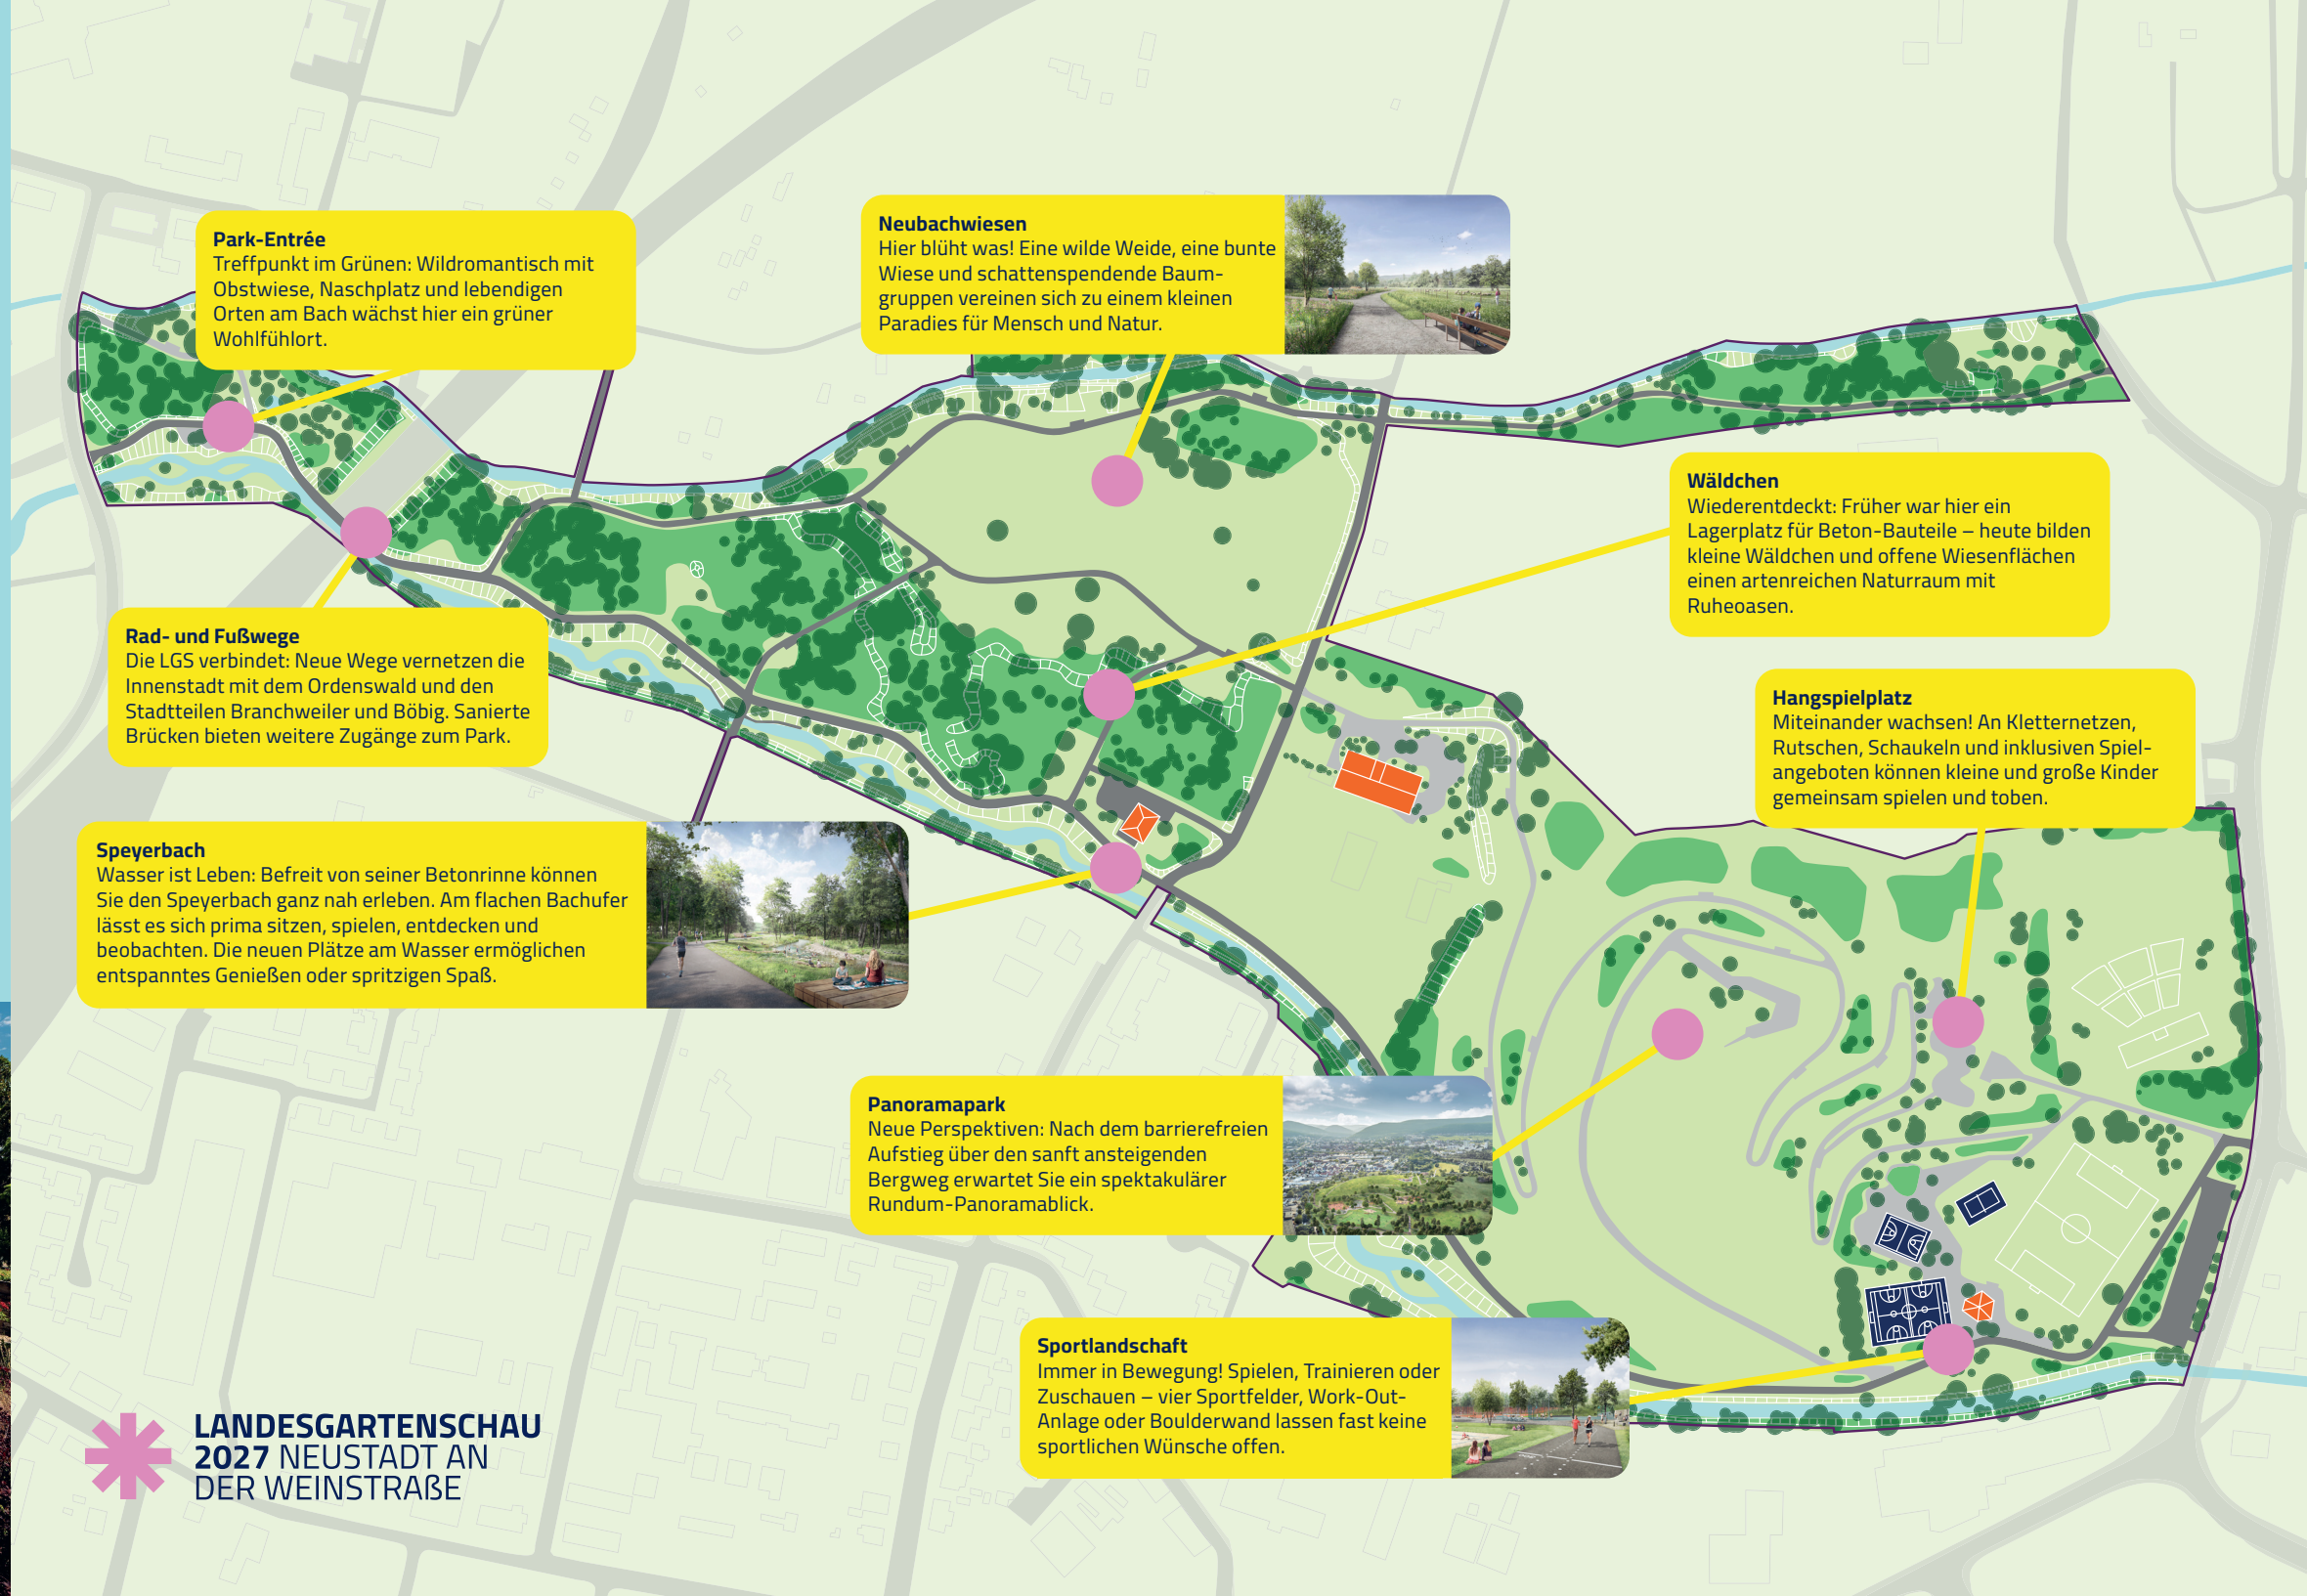 Park-Entrée
Treffpunkt im Grünen: Wildromantisch mit
Obstwiese, Naschplatz und lebendigen
Orten am Bach wächst hier ein grüner
Wohlfühlort.
Neubachwiesen
Hier blüht was! Eine wilde Weide, eine bunte
Wiese und schattenspendende Baum-
gruppen vereinen sich zu einem kleinen
Paradies für Mensch und Natur.
Wäldchen
Wiederentdeckt: Früher war hier ein
Lagerplatz für Beton-Bauteile – heute bilden
kleine Wäldchen und offene Wiesenflächen
einen artenreichen Naturraum mit
Ruheoasen.
Rad- und Fußwege
Die LGS verbindet: Neue Wege vernetzen die
Innenstadt mit dem Ordenswald und den
Stadtteilen Branchweiler und Böbig. Sanierte
Brücken bieten weitere Zugänge zum Park.
Hangspielplatz
Miteinander wachsen! An Kletternetzen,
Rutschen, Schaukeln und inklusiven Spiel-
angeboten können kleine und große Kinder
gemeinsam spielen und toben.
Speyerbach
Wasser ist Leben: Befreit von seiner Betonrinne können
Sie den Speyerbach ganz nah erleben. Am flachen Bachufer
lässt es sich prima sitzen, spielen, entdecken und
beobachten. Die neuen Plätze am Wasser ermöglichen
entspanntes Genießen oder spritzigen Spaß.
Panoramapark
Neue Perspektiven: Nach dem barrierefreien
Aufstieg über den sanft ansteigenden
Bergweg erwartet Sie ein spektakulärer
Rundum-Panoramablick.
Sportlandschaft
Immer in Bewegung! Spielen, Trainieren oder
Zuschauen – vier Sportfelder, Work-Out-
Anlage oder Boulderwand lassen fast keine
sportlichen Wünsche offen.
LANDESGARTENSCHAU
2027 NEUSTADT AN
DER WEINSTRAßE